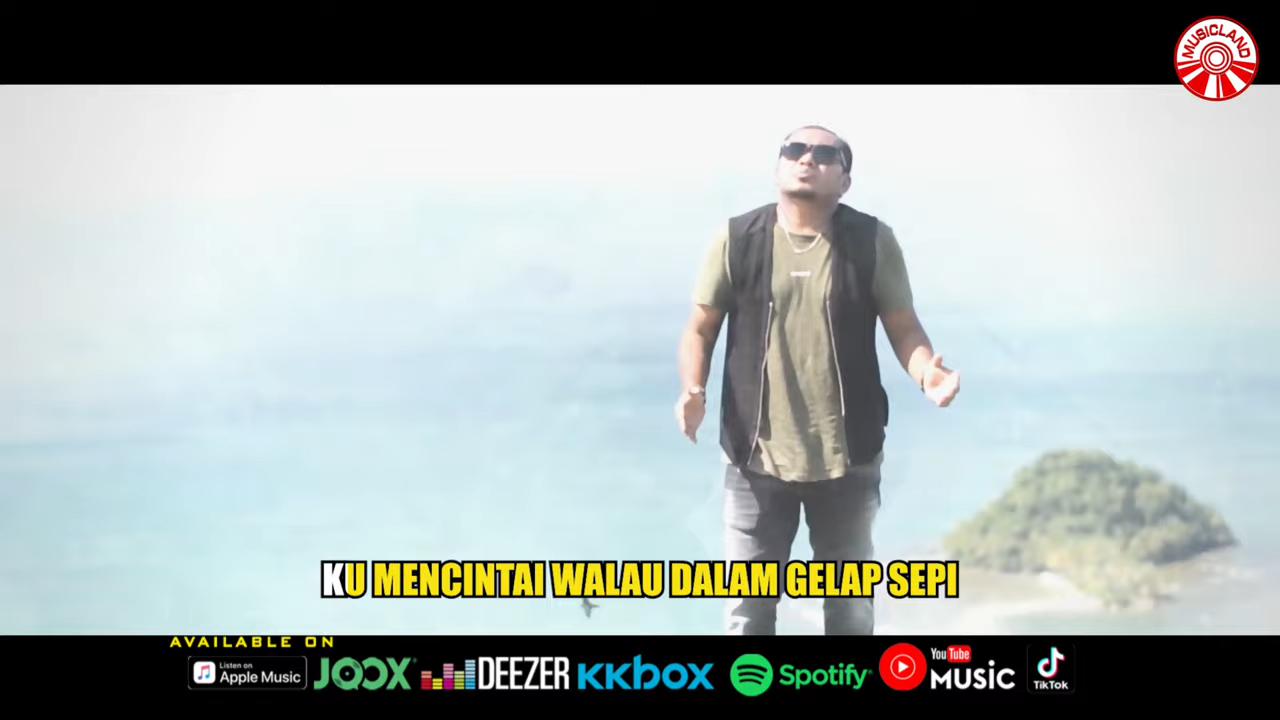 MUSICLAND
KU MENCINTAI WALAU DALAM GELAP SEPI
AVAILABLE ON
Listen on
Apple Music
JOOX
DEEZER
KKBOX
Spotify
YouTube
MUSIC
TikTok